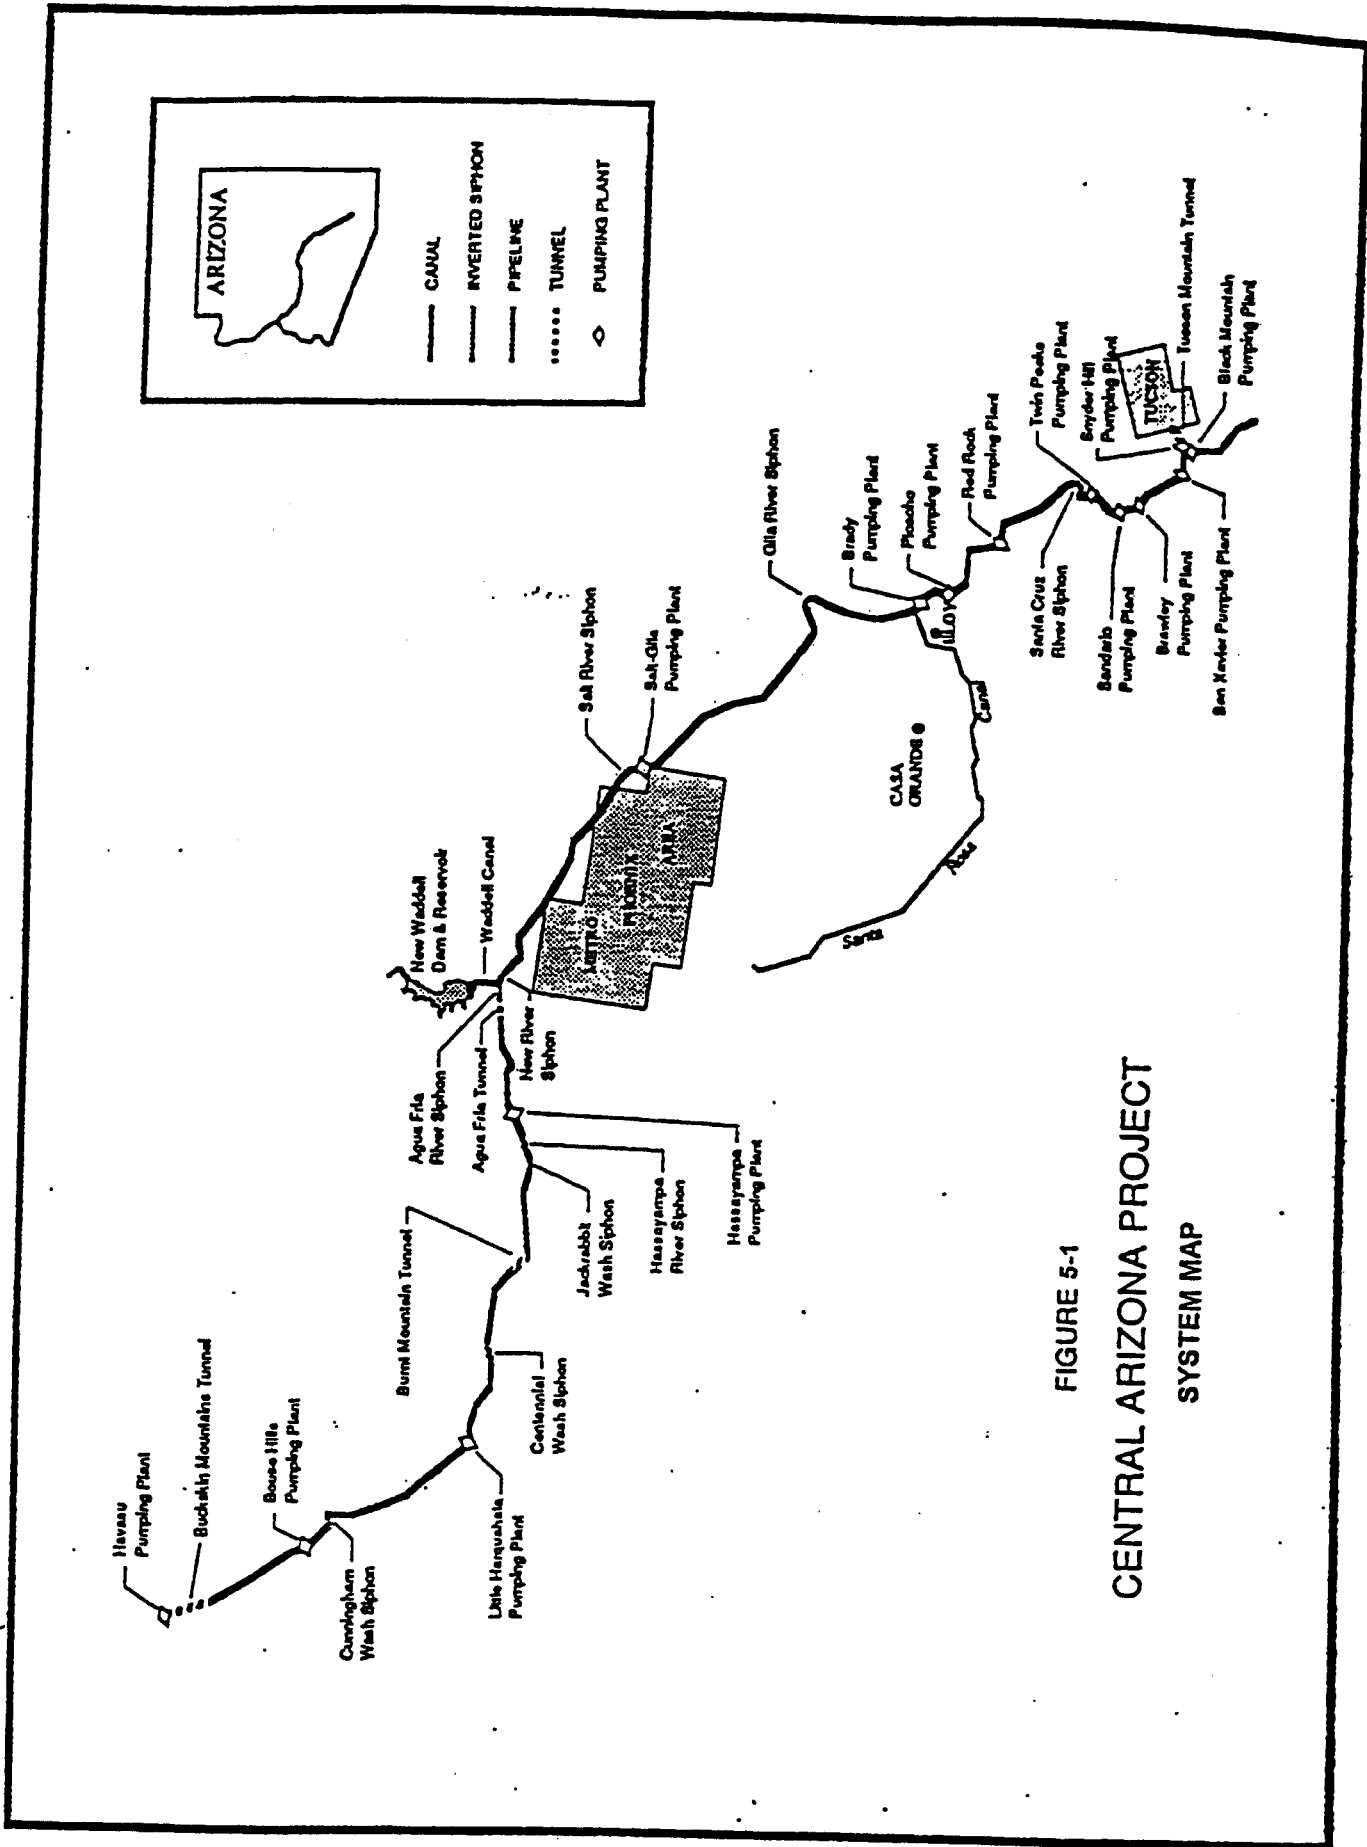 Havasu
Pumping Plant
Buckskin Mountains Tunnel
Bouse Hills
Pumping Plant
Cunningham
Wash Siphon
Little Harquahala
Pumping Plant
Centennial
Wash Siphon
Burnt Mountain Tunnel
Jackrabbit
Wash Siphon
Hassayampa
River Siphon
Hassayampa
Pumping Plant
Agua Fria
River Siphon
Agua Fria Tunnel
New River
Siphon
New Waddell
Dam & Reservoir
Waddell Canal
METRO
PHOENIX
AREA
Salt River Siphon
Salt-Gila
Pumping Plant
Gila River Siphon
Brady
Pumping Plant
Picacho
Pumping Plant
Red Rock
Pumping Plant
ELOY
CASA
GRANDE
Santa
Rosa
Canal
Santa Cruz
River Siphon
Twin Peaks
Pumping Plant
Sandario
Pumping Plant
Brawley
Pumping Plant
San Xavier Pumping Plant
Snyder Hill
Pumping Plant
TUCSON
Tucson Mountain Tunnel
Black Mountain
Pumping Plant
ARIZONA
CANAL
INVERTED SIPHON
PIPELINE
TUNNEL
PUMPING PLANT
FIGURE 5-1
CENTRAL ARIZONA PROJECT
SYSTEM MAP